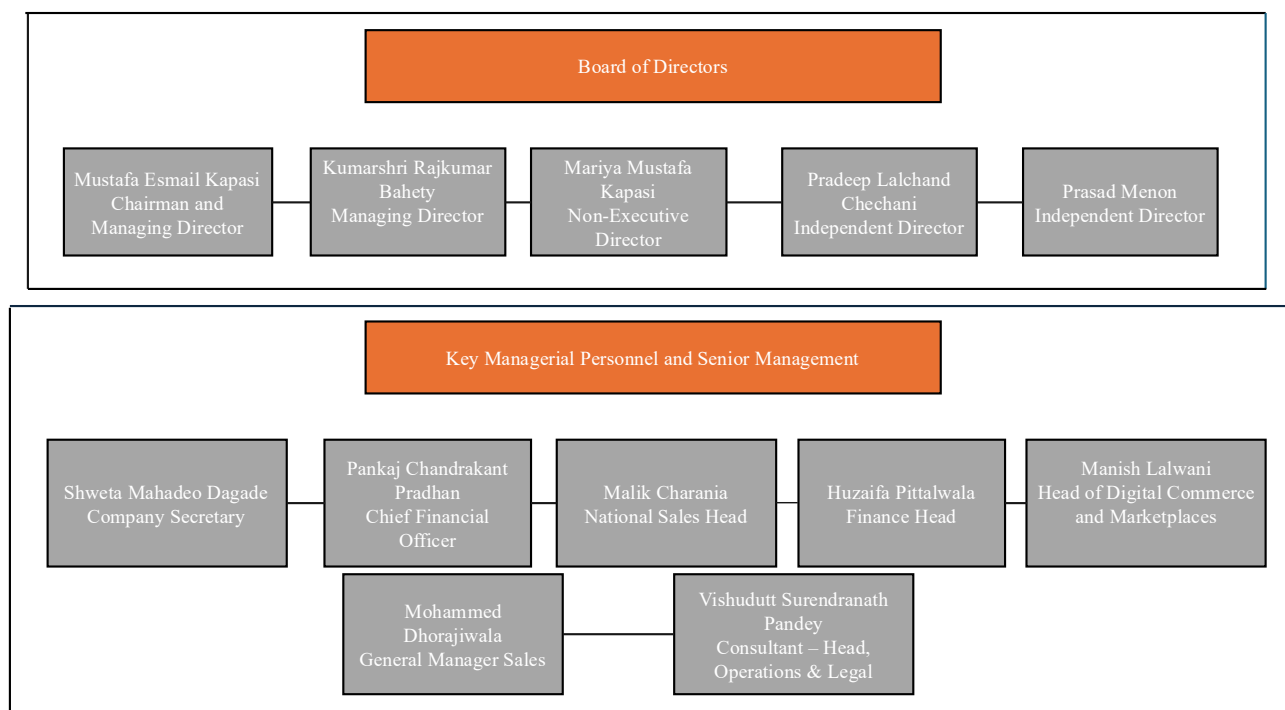 Board of Directors
Mustafa Esmail Kapasi
Chairman and
Managing Director
Kumarshri Rajkumar
Bahety
Managing Director
Mariya Mustafa
Kapasi
Non-Executive
Director
Pradeep Lalchand
Chechani
Independent Director
Prasad Menon
Independent Director
Key Managerial Personnel and Senior Management
Shweta Mahadeo Dagade
Company Secretary
Pankaj Chandrakant
Pradhan
Chief Financial
Officer
Malik Charania
National Sales Head
Huzaifa Pittalwala
Finance Head
Manish Lalwani
Head of Digital Commerce
and Marketplaces
Mohammed
Dhorajiwala
General Manager Sales
Vishudutt Surendranath
Pandey
Consultant – Head,
Operations & Legal